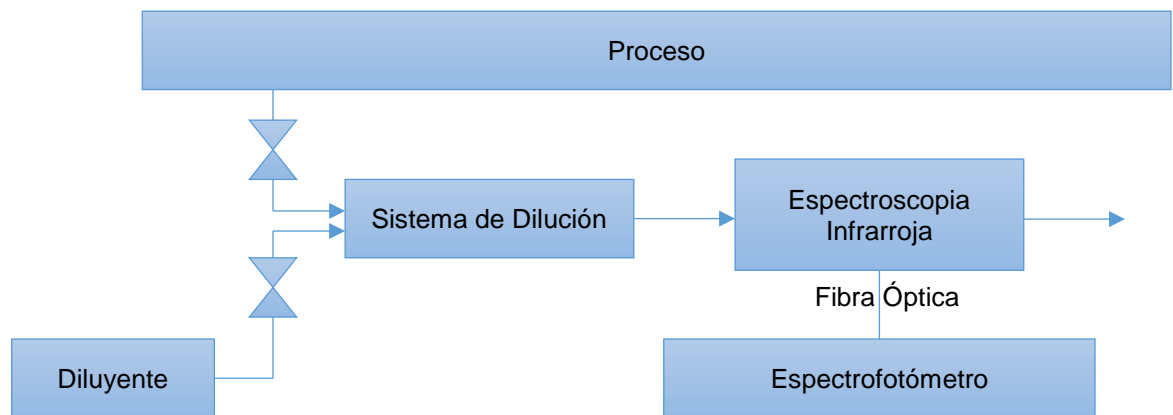 Proceso
Sistema de Dilución
Espectroscopia
Infrarroja
Fibra Óptica
Diluyente
Espectrofotómetro